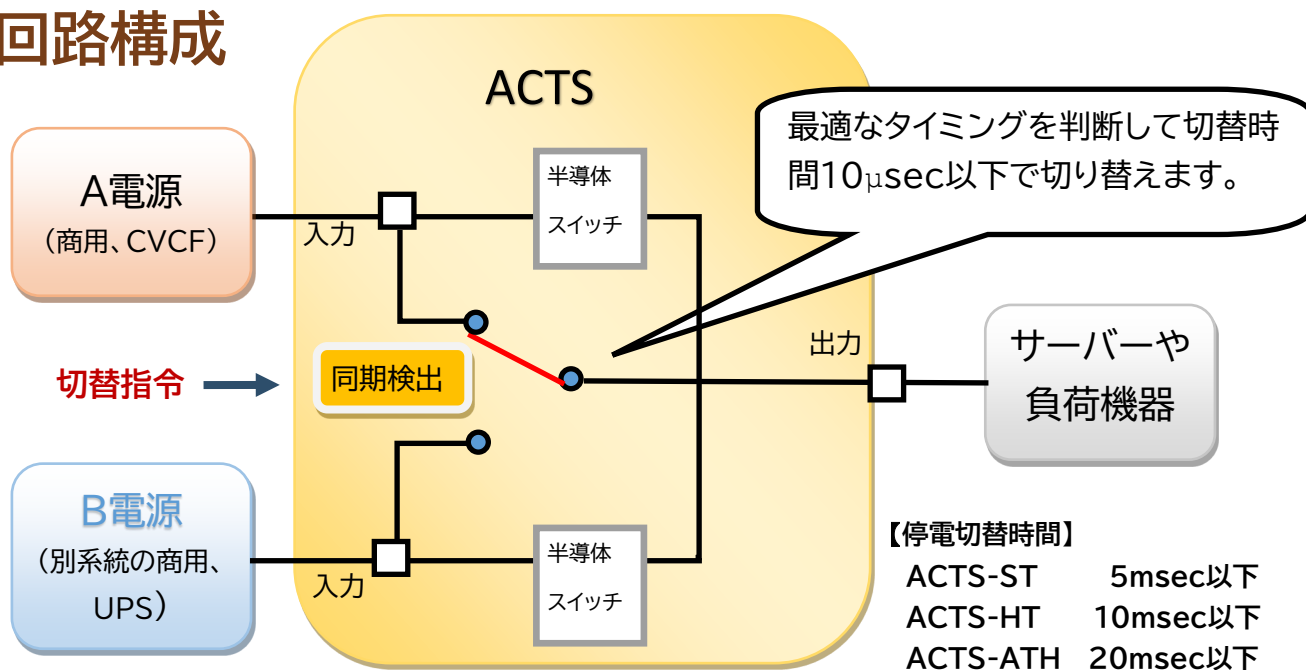 回路構成
ACTS
最適なタイミングを判断して切替時
間10μsec以下で切り替えます。
A電源
（商用、CVCF）
入力
半導体
スイッチ
切替指令
同期検出
出力
サーバーや
負荷機器
B電源
（別系統の商用、
UPS）
入力
半導体
スイッチ
【停電切替時間】
ACTS-ST 5msec以下
ACTS-HT 10msec以下
ACTS-ATH 20msec以下